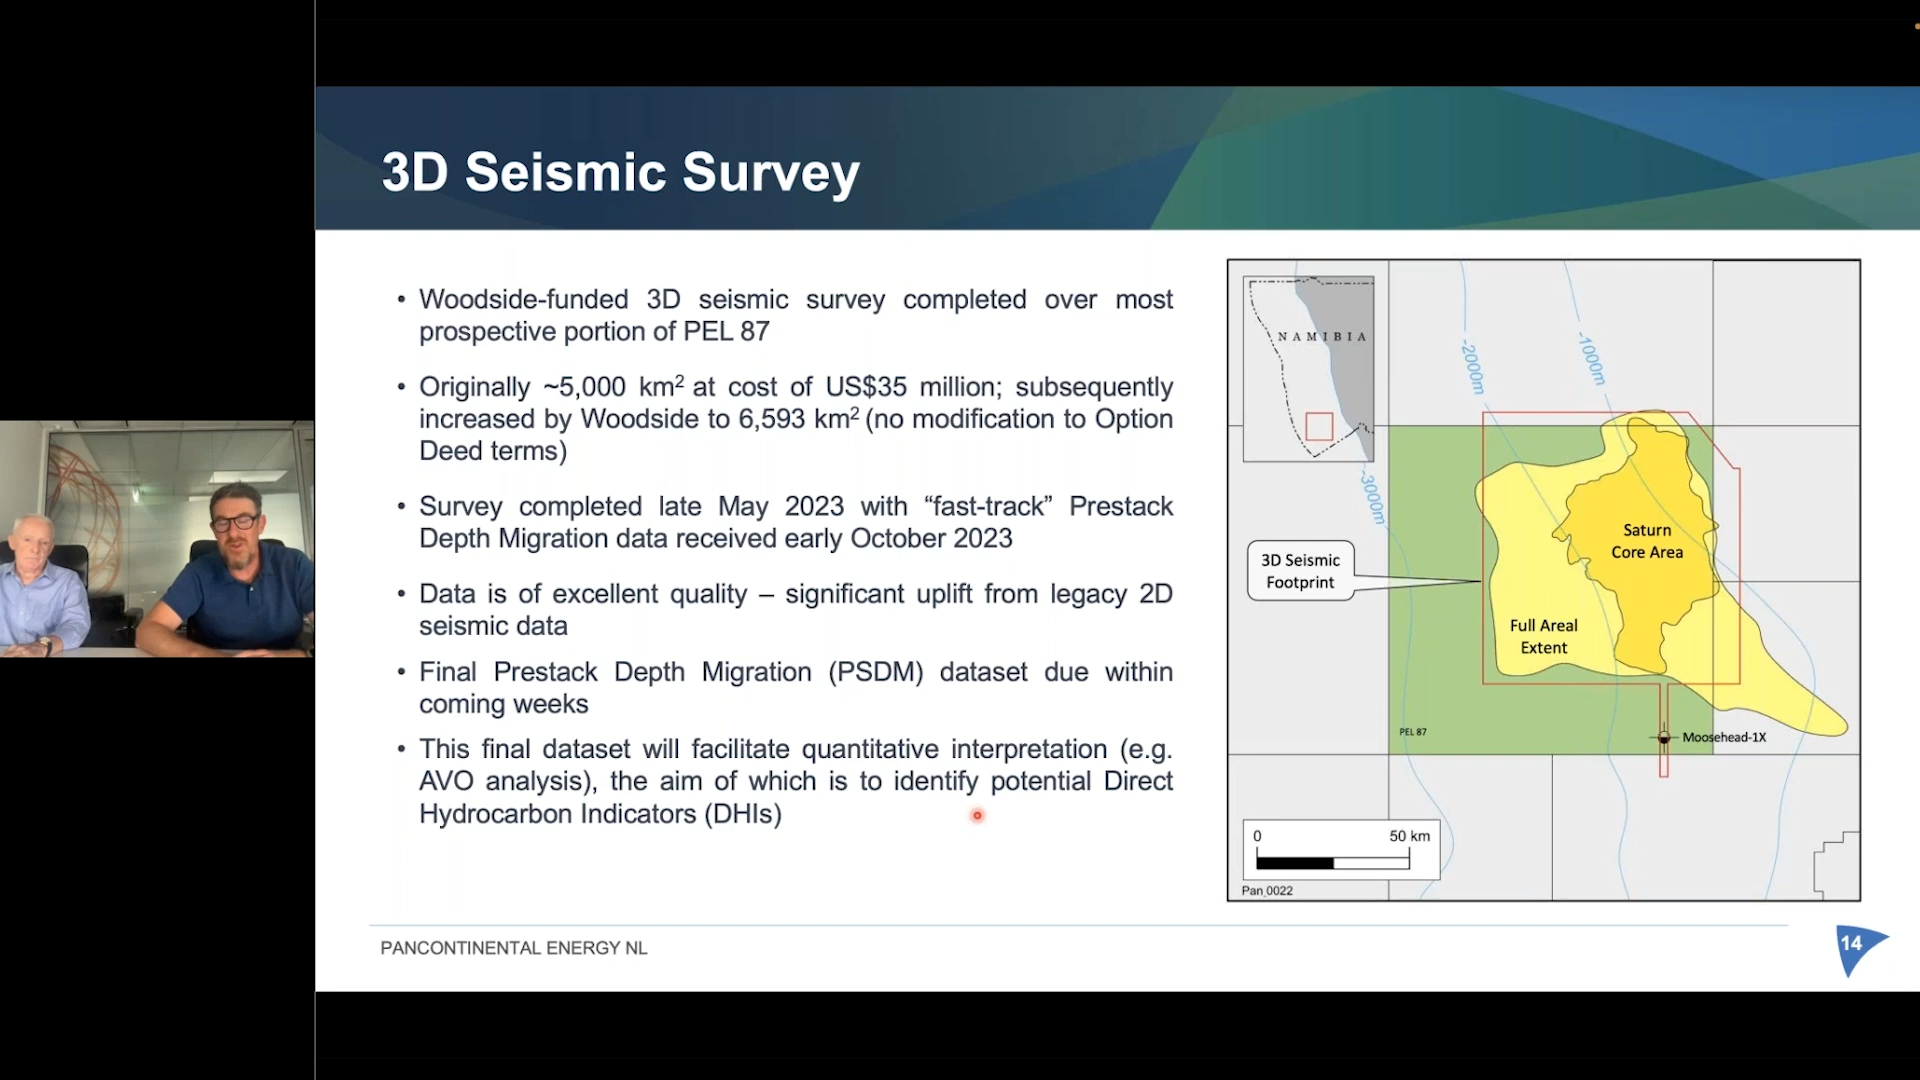 3D Seismic Survey
• Woodside-funded 3D seismic survey completed over most
prospective portion of PEL 87
• Originally ~5,000 km² at cost of US$35 million; subsequently
increased by Woodside to 6,593 km² (no modification to Option
Deed terms)
• Survey completed late May 2023 with “fast-track” Prestack
Depth Migration data received early October 2023
• Data is of excellent quality – significant uplift from legacy 2D
seismic data
• Final Prestack Depth Migration (PSDM) dataset due within
coming weeks
• This final dataset will facilitate quantitative interpretation (e.g.
AVO analysis), the aim of which is to identify potential Direct
Hydrocarbon Indicators (DHIs)
NAMIBIA
-2000m
-1000m
-3000m
3D Seismic
Footprint
Saturn
Core Area
Full Areal
Extent
PEL 87
Moosehead-1X
0 50 km
Pan_0022
PANCONTINENTAL ENERGY NL
14